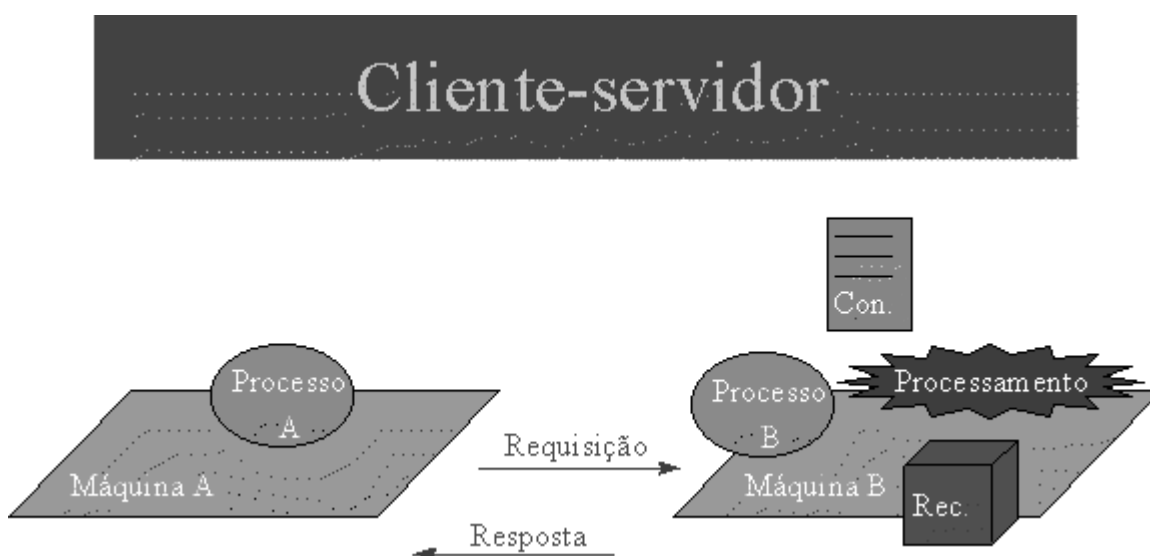 Cliente-servidor
Con.
Processo
A
Processo
B
Processamento
Requisição
Máquina A
Máquina B
Rec.
Resposta